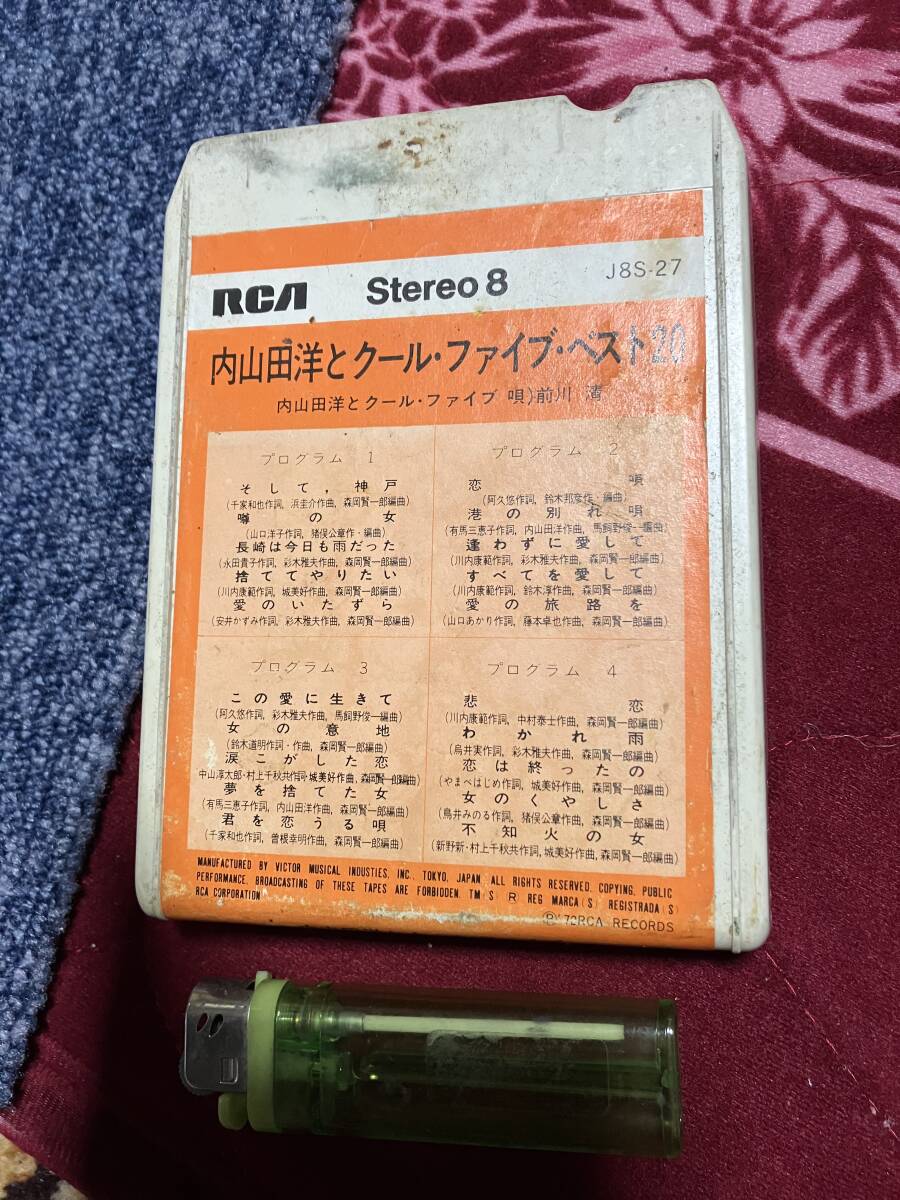 RCA Stereo 8 J8S-27
内山田洋とクール・ファイブ・ベスト20
内山田洋とクール・ファイブ 唄)前川 清
プログラム 1
そして，神戸
(千家和也作詞, 浜圭介作曲, 森岡賢一郎編曲)
噂の女
(山口洋子作詞, 猪俣公章作・編曲)
長崎は今日も雨だった
(永田貴子作詞, 彩木雅夫作曲, 森岡賢一郎編曲)
捨ててやりたい
(川内康範作詞, 城美好作曲, 森岡賢一郎編曲)
愛のいたずら
(安井かずみ作詞, 彩木雅夫作曲, 森岡賢一郎編曲)
プログラム 2
恋唄
(阿久悠作詞, 鈴木邦彦作・編曲)
港の別れ唄
(有馬三恵子作詞, 内山田洋作曲, 馬飼野俊一編曲)
逢わずに愛して
(川内康範作詞, 彩木雅夫作曲, 森岡賢一郎編曲)
すべてを愛して
(川内康範作詞, 鈴木淳作曲, 森岡賢一郎編曲)
愛の旅路を
(山口あかり作詞, 藤本卓也作曲, 森岡賢一郎編曲)
プログラム 3
この愛に生きて
(阿久悠作詞, 彩木雅夫作曲, 馬飼野俊一編曲)
女の意地
(鈴木道明作詞・作曲, 森岡賢一郎編曲)
涙こがした恋
中山淳太郎・村上千秋共作詞・城美好作曲, 森岡賢一郎編曲
夢を捨てた女
(有馬三恵子作詞, 内山田洋作曲, 森岡賢一郎編曲)
君を恋うる唄
(千家和也作詞, 曽根幸明作曲, 森岡賢一郎編曲)
プログラム 4
悲恋
(川内康範作詞, 中村泰士作曲, 森岡賢一郎編曲)
わかれ雨
(鳥井実作詞, 彩木雅夫作曲, 森岡賢一郎編曲)
恋は終ったの
(やまべはじめ作詞, 城美好作曲, 森岡賢一郎編曲)
女のくやしさ
(鳥井みのる作詞, 猪俣公章作曲, 森岡賢一郎編曲)
不知火の女
(新野新・村上千秋共作詞, 城美好作曲, 森岡賢一郎編曲)
MANUFACTURED BY VICTOR MUSICAL INDUSTIES, INC., TOKYO, JAPAN. ALL RIGHTS RESERVED. COPYING, PUBLIC
PERFORMANCE, BROADCASTING OF THESE TAPES ARE FORBIDDEN. TM(S) ® REG MARCA(S) REGISTRADA(S)
RCA CORPORATION
℗'72RCA RECORDS